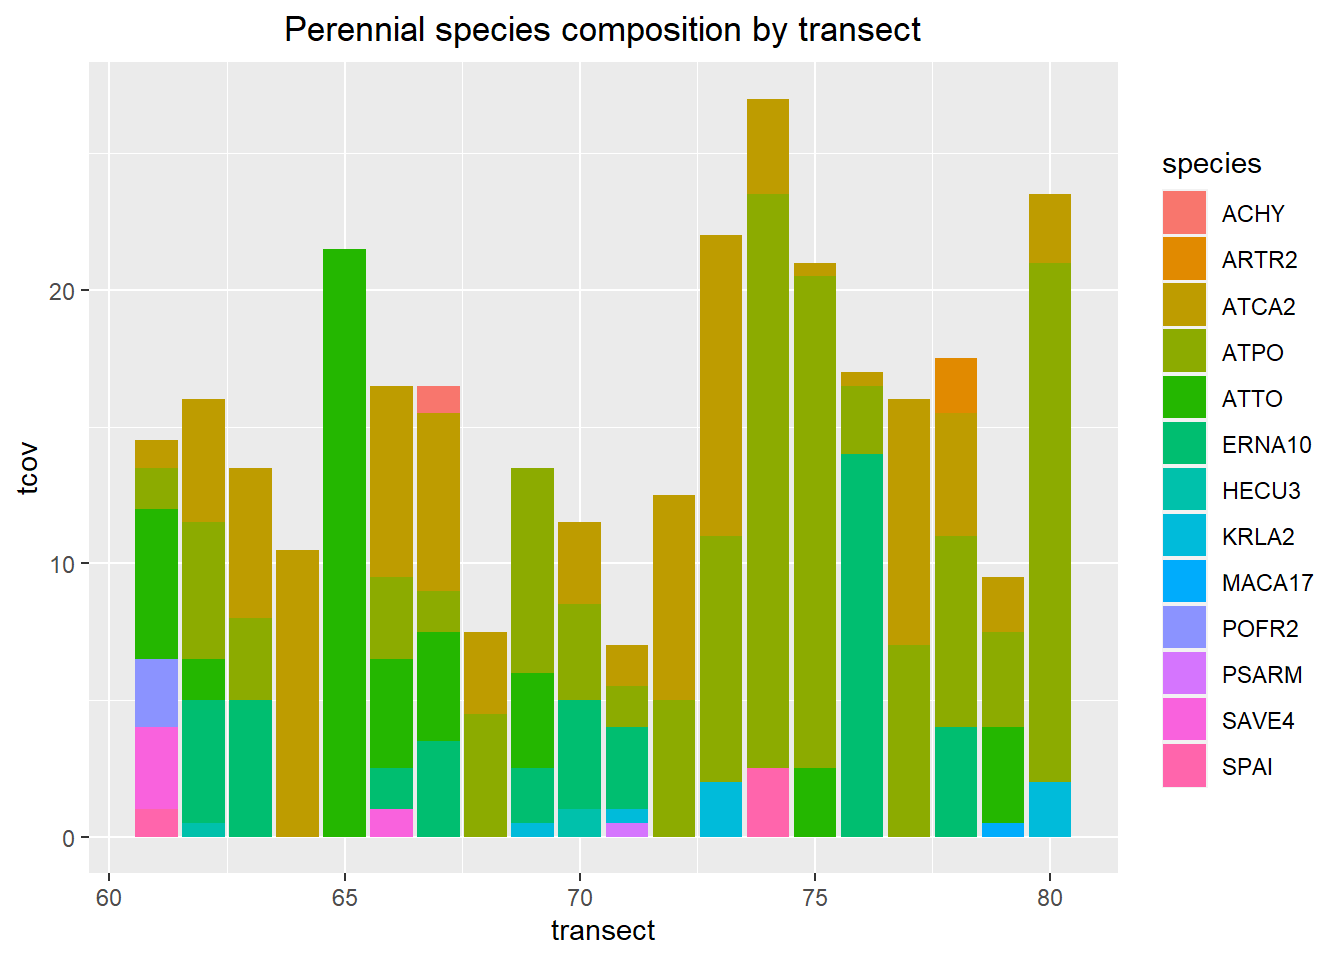 Perennial species composition by transect
tcov
20
10
0
60 65 70 75 80
transect
species
ACHY
ARTR2
ATCA2
ATPO
ATTO
ERNA10
HECU3
KRLA2
MACA17
POFR2
PSARM
SAVE4
SPAI